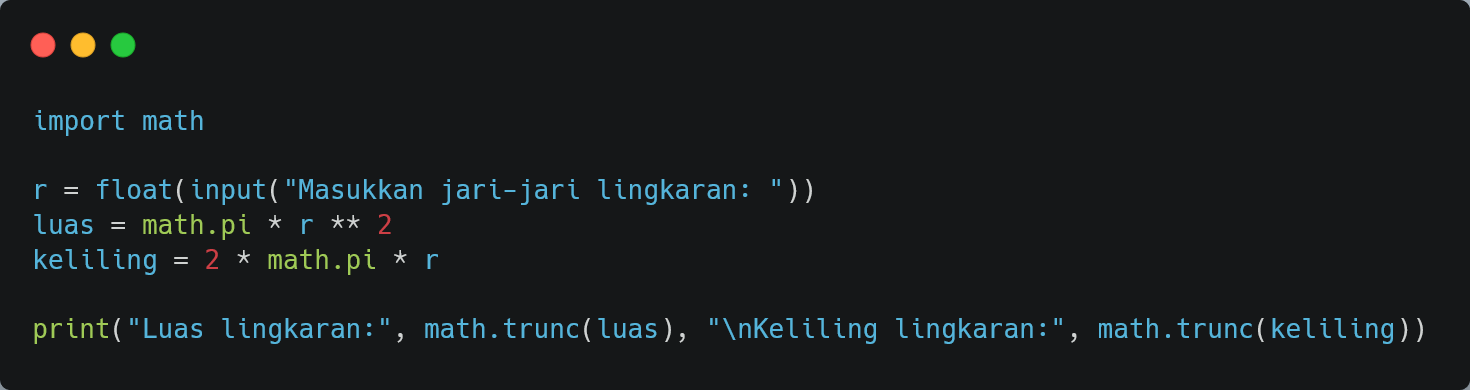 import math
r = float(input("Masukkan jari-jari lingkaran: "))
luas = math.pi * r ** 2
keliling = 2 * math.pi * r
print("Luas lingkaran:", math.trunc(luas), "\nKeliling lingkaran:", math.trunc(keliling))